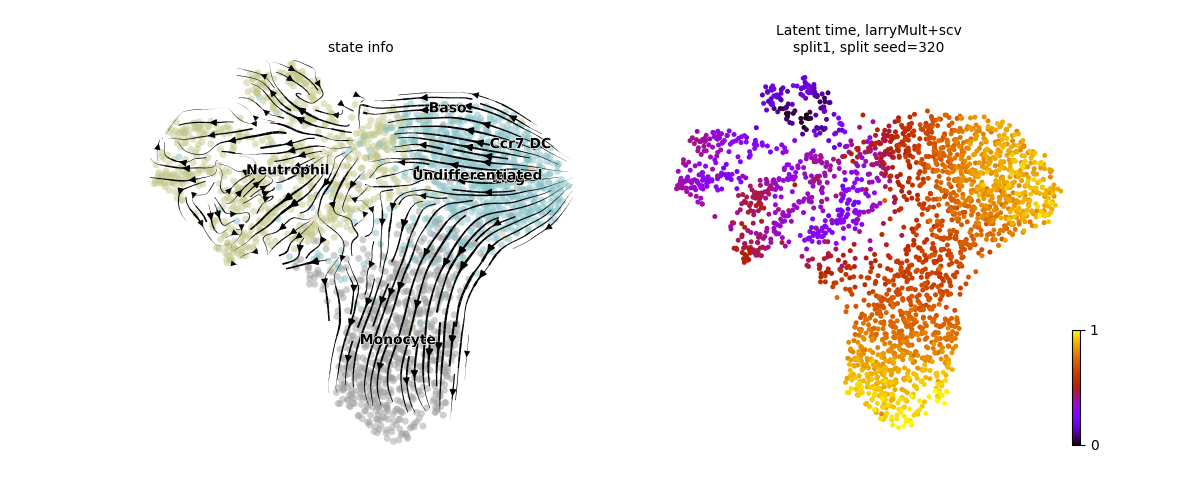 state info
Baso
Ccr7 DC
Neutrophil
Undifferentiated
Monocyte
Latent time, larryMult+scv
split1, split seed=320
1
0